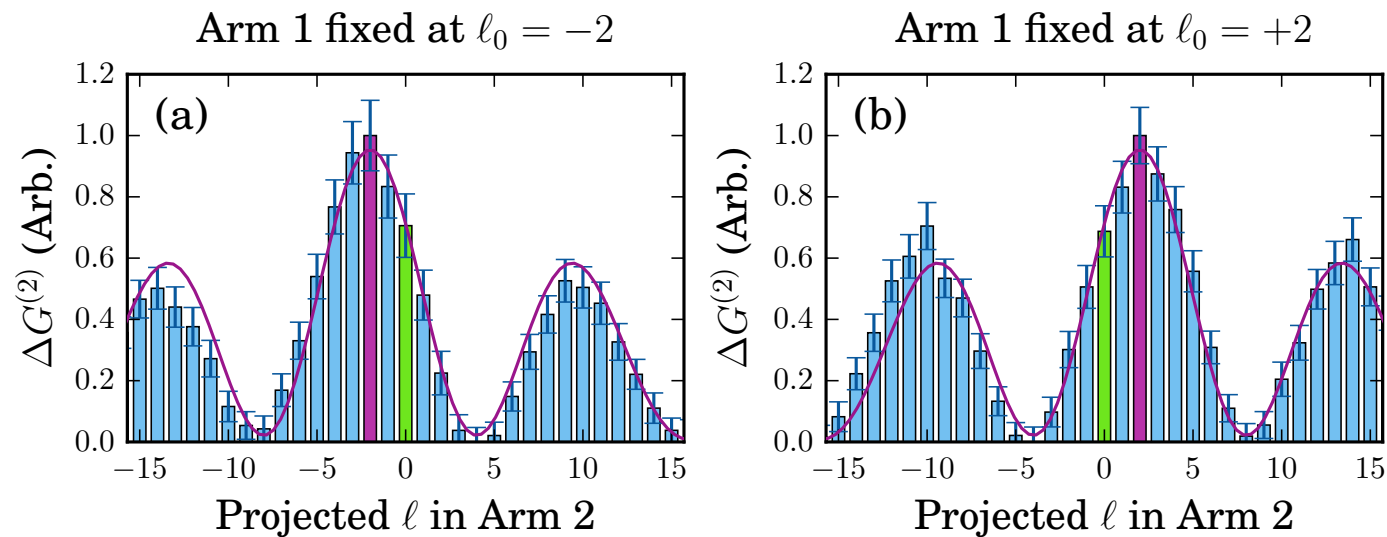 Arm 1 fixed at ℓ₀ = −2
Arm 1 fixed at ℓ₀ = +2
(a)
(b)
ΔG⁽²⁾ (Arb.)
1.2
1.0
0.8
0.6
0.4
0.2
0.0
−15 −10 −5 0 5 10 15
Projected ℓ in Arm 2
ΔG⁽²⁾ (Arb.)
1.2
1.0
0.8
0.6
0.4
0.2
0.0
−15 −10 −5 0 5 10 15
Projected ℓ in Arm 2